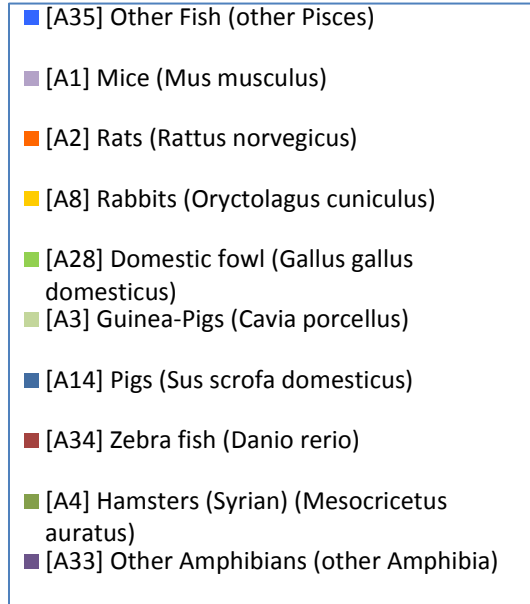 [A35] Other Fish (other Pisces)
[A1] Mice (Mus musculus)
[A2] Rats (Rattus norvegicus)
[A8] Rabbits (Oryctolagus cuniculus)
[A28] Domestic fowl (Gallus gallus
domesticus)
[A3] Guinea-Pigs (Cavia porcellus)
[A14] Pigs (Sus scrofa domesticus)
[A34] Zebra fish (Danio rerio)
[A4] Hamsters (Syrian) (Mesocricetus
auratus)
[A33] Other Amphibians (other Amphibia)